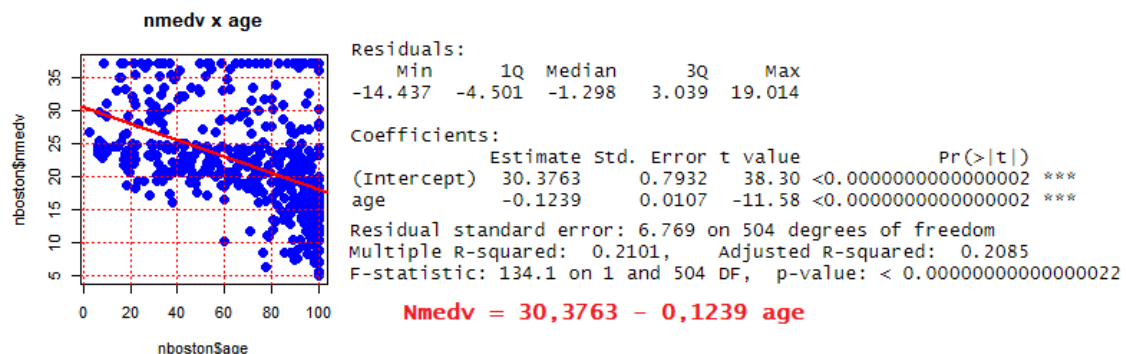 nmedv x age
nboston$nmedv
35
30
25
20
15
10
5
0 20 40 60 80 100
nboston$age
Residuals:
Min 1Q Median 3Q Max
-14.437 -4.501 -1.298 3.039 19.014
Coefficients:
Estimate Std. Error t value Pr(>|t|)
(Intercept) 30.3763 0.7932 38.30 <0.0000000000000002 ***
age -0.1239 0.0107 -11.58 <0.0000000000000002 ***
Residual standard error: 6.769 on 504 degrees of freedom
Multiple R-squared: 0.2101, Adjusted R-squared: 0.2085
F-statistic: 134.1 on 1 and 504 DF, p-value: < 0.00000000000000022
Nmedv = 30,3763 – 0,1239 age